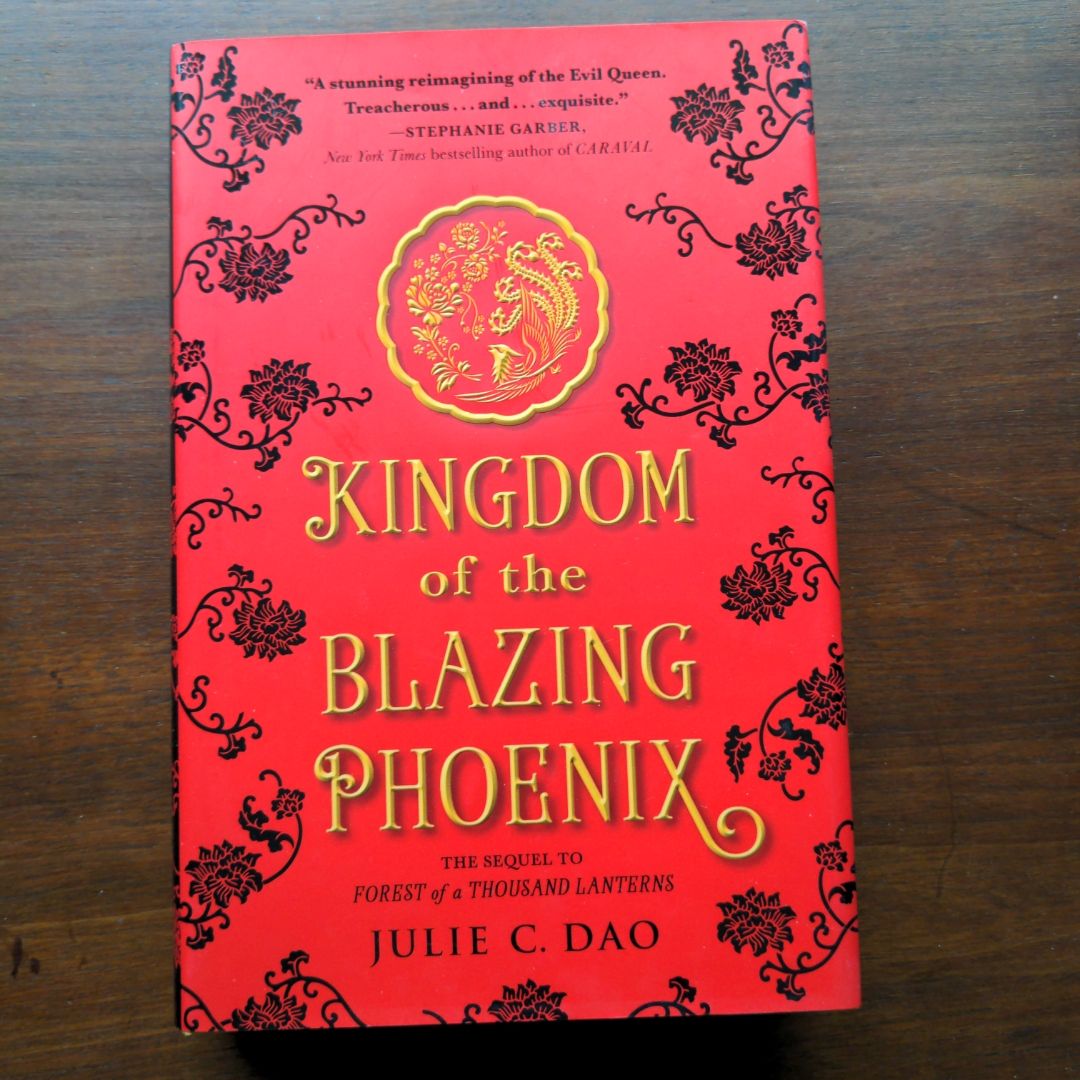 “A stunning reimagining of the Evil Queen.
Treacherous . . . and . . . exquisite.”
—STEPHANIE GARBER,
New York Times bestselling author of CARAVAL
KINGDOM
of the
BLAZING
PHOENIX
THE SEQUEL TO
FOREST of a THOUSAND LANTERNS
JULIE C. DAO